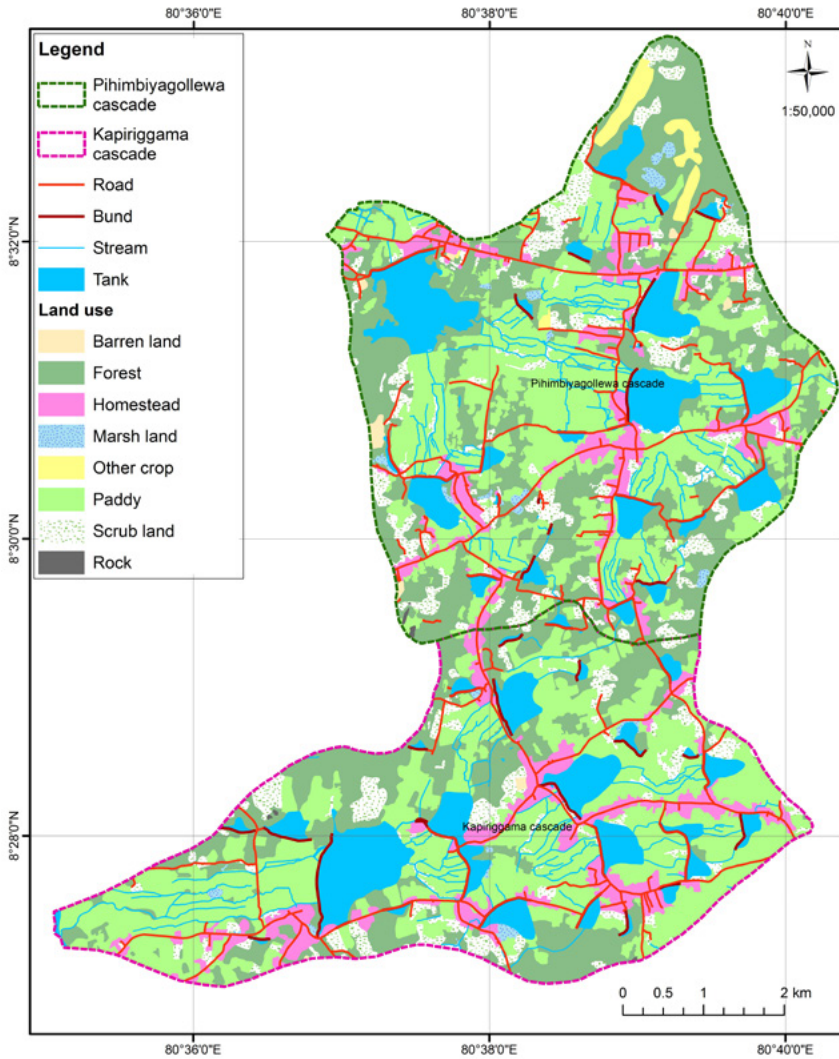 80°36'0"E 80°38'0"E 80°40'0"E
Legend
Pihimbiyagollewa
cascade
Kapiriggama
cascade
Road
Bund
Stream
Tank
Land use
Barren land
Forest
Homestead
Marsh land
Other crop
Paddy
Scrub land
Rock
N
1:50,000
8°32'0"N
Pihimbiyagollewa cascade
8°30'0"N
8°28'0"N
Kapiriggama cascade
0 0.5 1 2 km
80°36'0"E 80°38'0"E 80°40'0"E